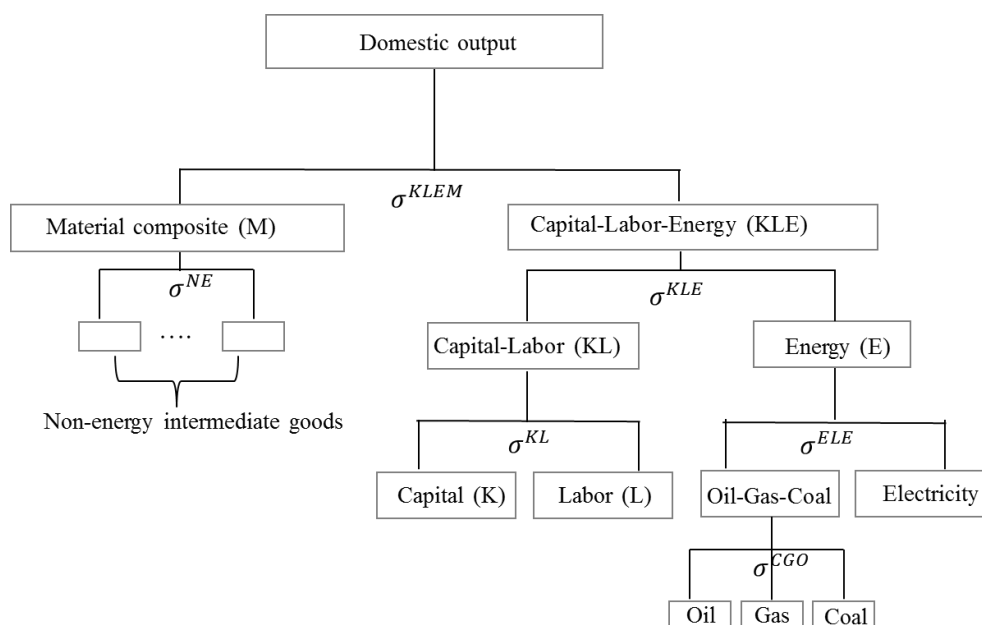 Domestic output
σ^KLEM
Material composite (M)
Capital-Labor-Energy (KLE)
σ^NE
σ^KLE
....
Capital-Labor (KL)
Energy (E)
Non-energy intermediate goods
σ^KL
σ^ELE
Capital (K)
Labor (L)
Oil-Gas-Coal
Electricity
σ^CGO
Oil
Gas
Coal